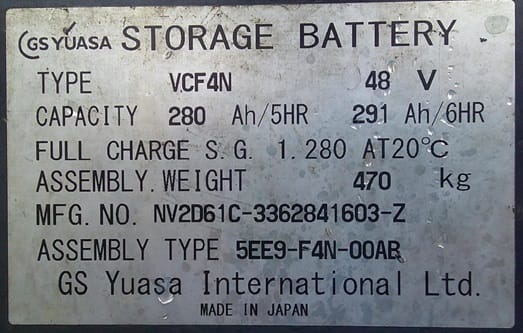 GS YUASA STORAGE BATTERY
TYPE VCF4N 48 V
CAPACITY 280 Ah/5HR 291 Ah/6HR
FULL CHARGE S.G. 1.280 AT20°C
ASSEMBLY.WEIGHT 470 kg
MFG.NO. NV2D61C-3362841603-Z
ASSEMBLY TYPE 5EE9-F4N-00AB
GS Yuasa International Ltd.
MADE IN JAPAN